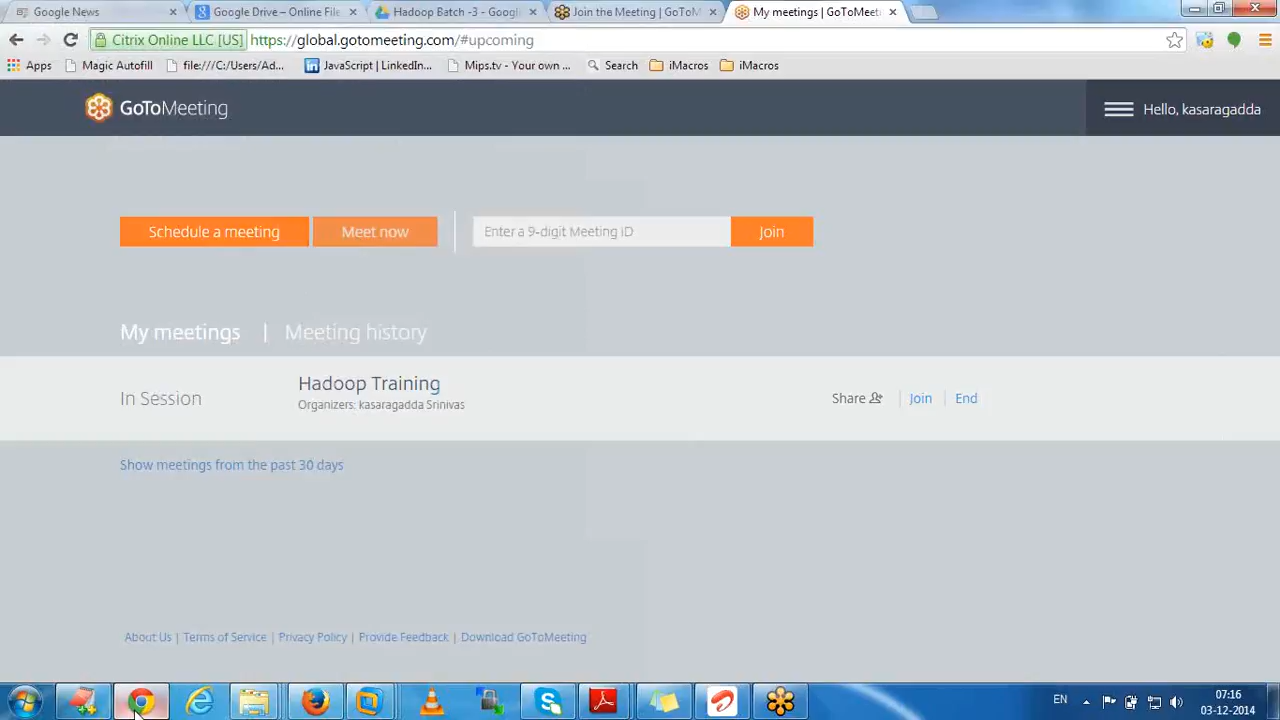 Google News
Google Drive – Online File
Hadoop Batch -3 - Googl
Join the Meeting | GoToM
My meetings | GoToMeeti
Citrix Online LLC [US]
https://global.gotomeeting.com/#upcoming
Apps
Magic Autofill
file:///C:/Users/Ad...
JavaScript | LinkedIn...
Mips.tv - Your own ...
Search
iMacros
iMacros
GoToMeeting
Hello, kasaragadda
Schedule a meeting
Meet now
Enter a 9-digit Meeting ID
Join
My meetings | Meeting history
In Session
Hadoop Training
Organizers: kasaragadda Srinivas
Share
Join
End
Show meetings from the past 30 days
About Us | Terms of Service | Privacy Policy | Provide Feedback | Download GoToMeeting
EN
07:16
03-12-2014